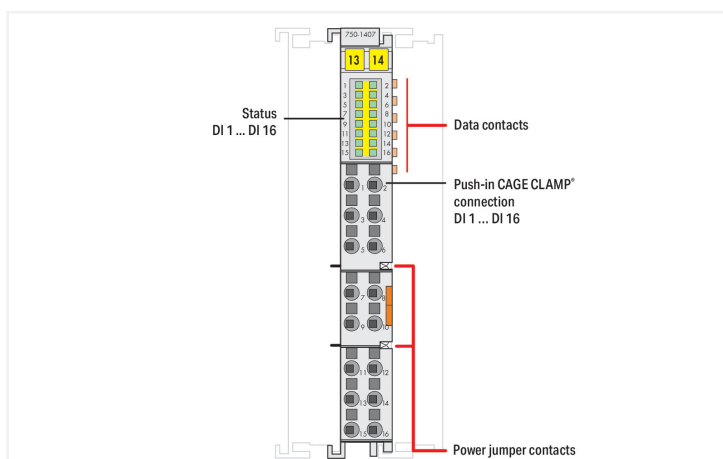 750-1407
13 14
1 2
3 4
5 6
7 8
9 10
11 12
13 14
15 16
Status
DI 1 ... DI 16
Data contacts
Push-in CAGE CLAMP®
connection
DI 1 ... DI 16
1 2
3 4
5 6
7 8
9 10
11 12
13 14
15 16
Power jumper contacts